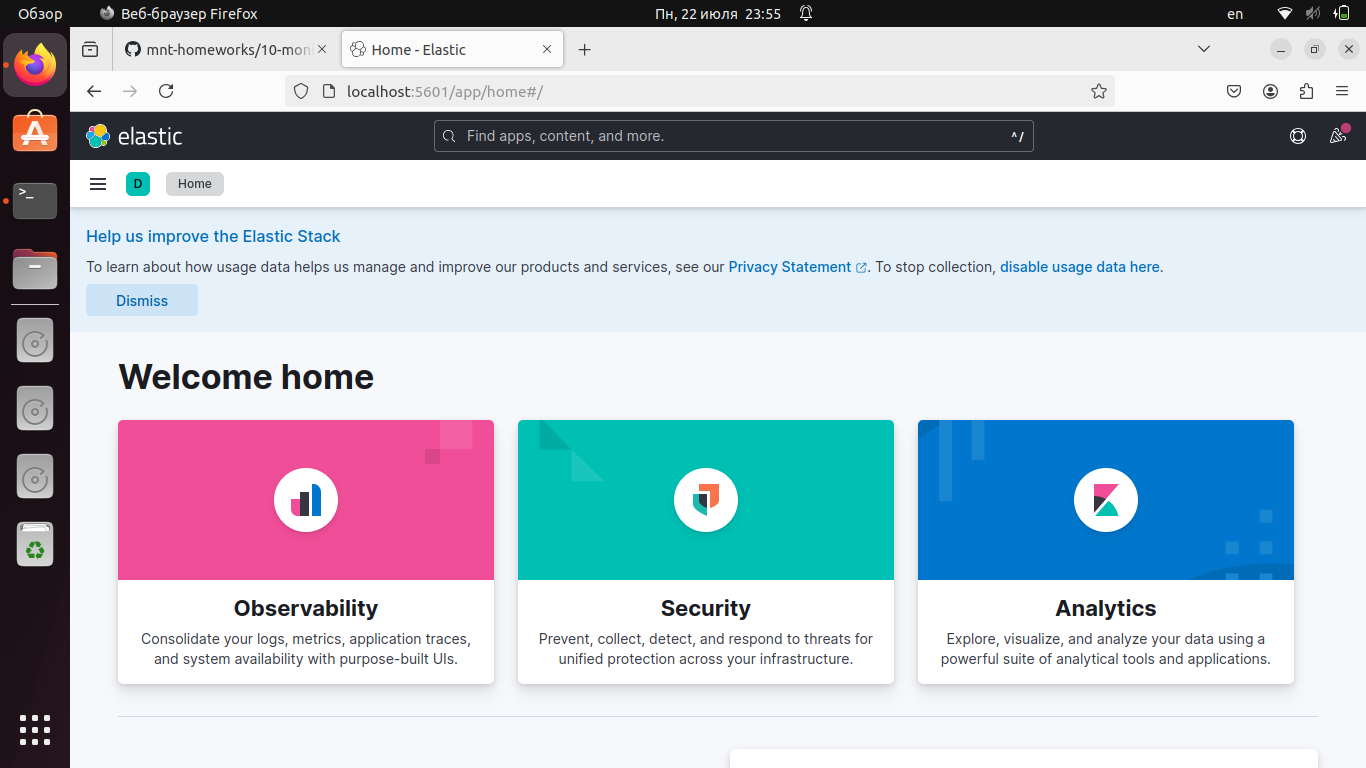 Обзор
Веб-браузер Firefox
Пн, 22 июля 23:55
en
mnt-homeworks/10-mon
Home - Elastic
localhost:5601/app/home#/
elastic
Find apps, content, and more.
^/
D
Home
Help us improve the Elastic Stack
To learn about how usage data helps us manage and improve our products and services, see our Privacy Statement. To stop collection, disable usage data here.
Dismiss
Welcome home
Observability
Consolidate your logs, metrics, application traces,
and system availability with purpose-built UIs.
Security
Prevent, collect, detect, and respond to threats for
unified protection across your infrastructure.
Analytics
Explore, visualize, and analyze your data using a
powerful suite of analytical tools and applications.